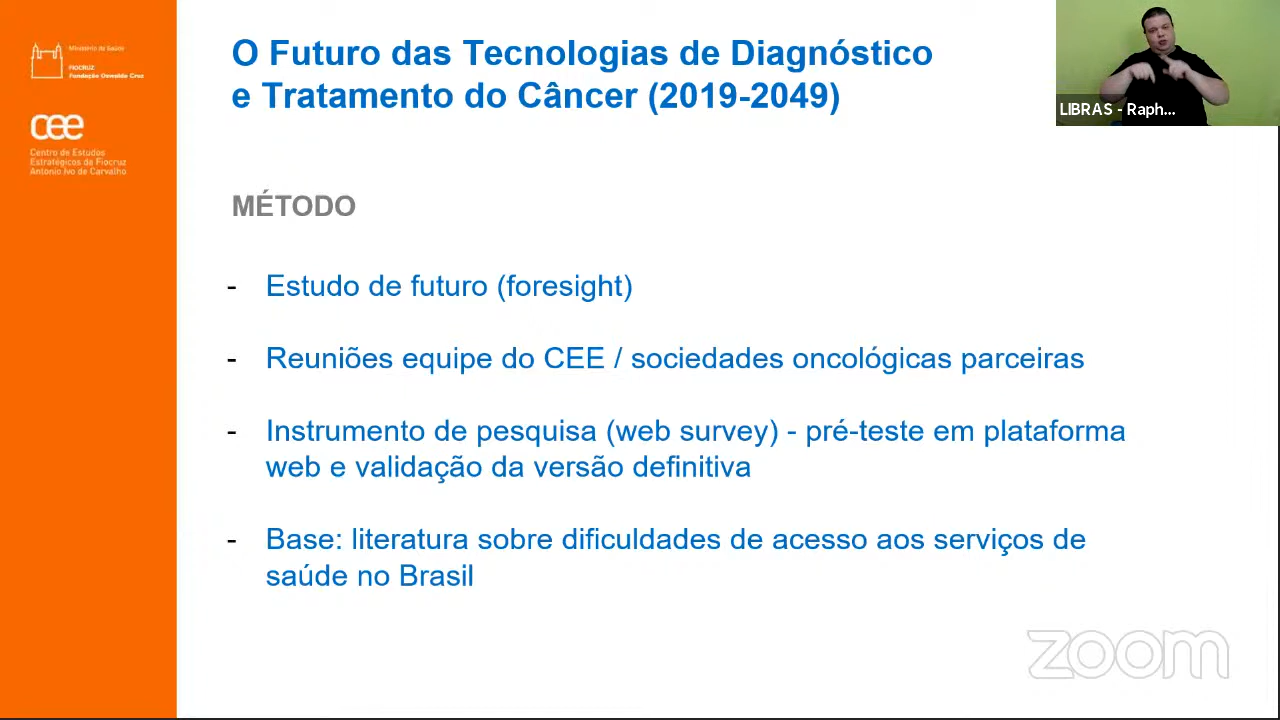 Ministério da Saúde
FIOCRUZ
Fundação Oswaldo Cruz
cee
Centro de Estudos
Estratégicos da Fiocruz
Antonio Ivo de Carvalho
O Futuro das Tecnologias de Diagnóstico
e Tratamento do Câncer (2019-2049)
LIBRAS - Raph...
MÉTODO
- Estudo de futuro (foresight)
- Reuniões equipe do CEE / sociedades oncológicas parceiras
- Instrumento de pesquisa (web survey) - pré-teste em plataforma
web e validação da versão definitiva
- Base: literatura sobre dificuldades de acesso aos serviços de
saúde no Brasil
zoom